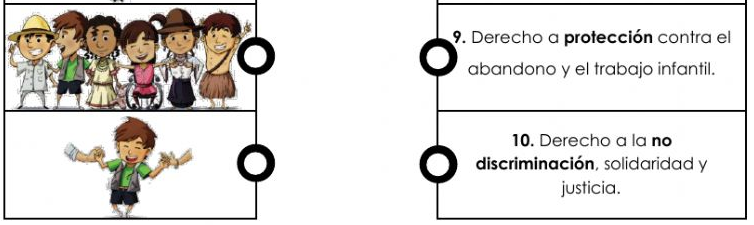 9. Derecho a protección contra el
abandono y el trabajo infantil.
10. Derecho a la no
discriminación, solidaridad y
justicia.